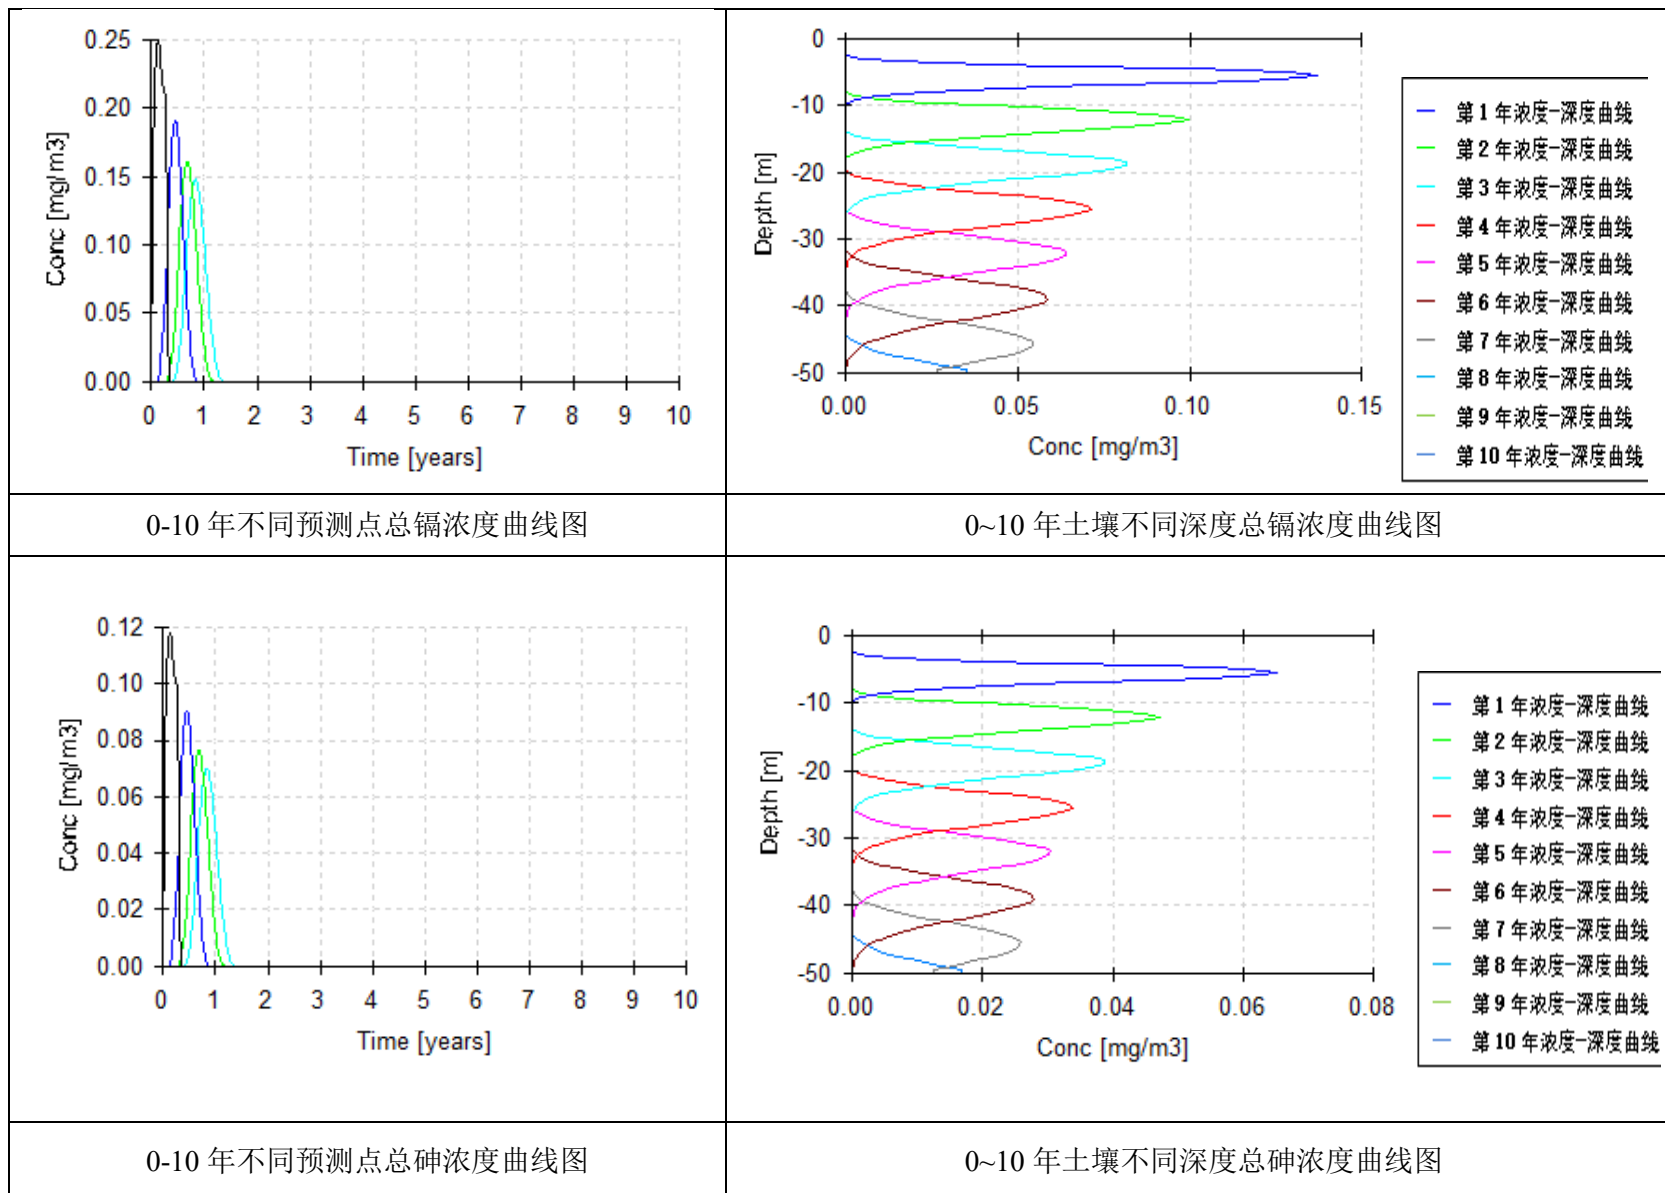 0.25
0.20
0.15
0.10
0.05
0.00
Conc [mg/m3]
0 1 2 3 4 5 6 7 8 9 10
Time [years]
0
-10
-20
-30
-40
-50
Depth [m]
0.00 0.05 0.10 0.15
Conc [mg/m3]
第1年浓度-深度曲线
第2年浓度-深度曲线
第3年浓度-深度曲线
第4年浓度-深度曲线
第5年浓度-深度曲线
第6年浓度-深度曲线
第7年浓度-深度曲线
第8年浓度-深度曲线
第9年浓度-深度曲线
第10年浓度-深度曲线
0-10 年不同预测点总镉浓度曲线图
0~10 年土壤不同深度总镉浓度曲线图
0.12
0.10
0.08
0.06
0.04
0.02
0.00
Conc [mg/m3]
0 1 2 3 4 5 6 7 8 9 10
Time [years]
0
-10
-20
-30
-40
-50
Depth [m]
0.00 0.02 0.04 0.06 0.08
Conc [mg/m3]
第1年浓度-深度曲线
第2年浓度-深度曲线
第3年浓度-深度曲线
第4年浓度-深度曲线
第5年浓度-深度曲线
第6年浓度-深度曲线
第7年浓度-深度曲线
第8年浓度-深度曲线
第9年浓度-深度曲线
第10年浓度-深度曲线
0-10 年不同预测点总砷浓度曲线图
0~10 年土壤不同深度总砷浓度曲线图